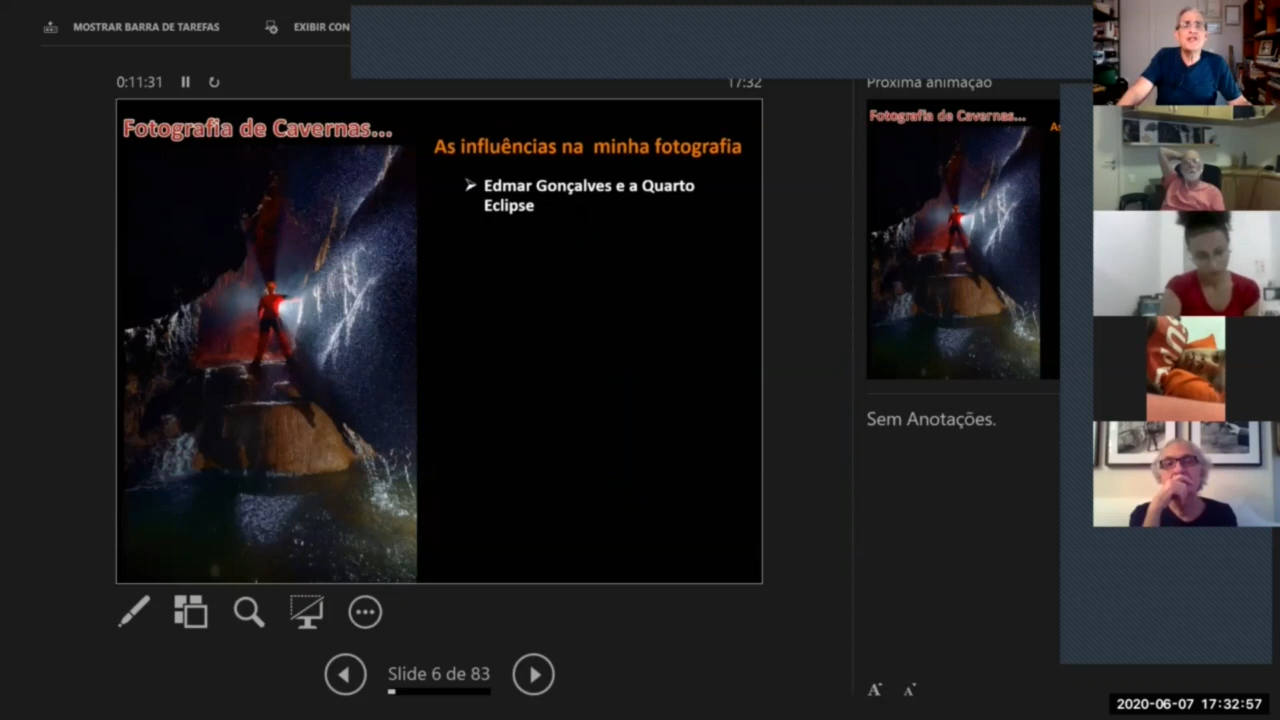 MOSTRAR BARRA DE TAREFAS
EXIBIR CON
0:11:31
17:32
Fotografia de Cavernas...
As influências na minha fotografia
➢ Edmar Gonçalves e a Quarto
Eclipse
Próxima animação
Fotografia de Cavernas...
As
Sem Anotações.
Slide 6 de 83
A A
2020-06-07 17:32:57